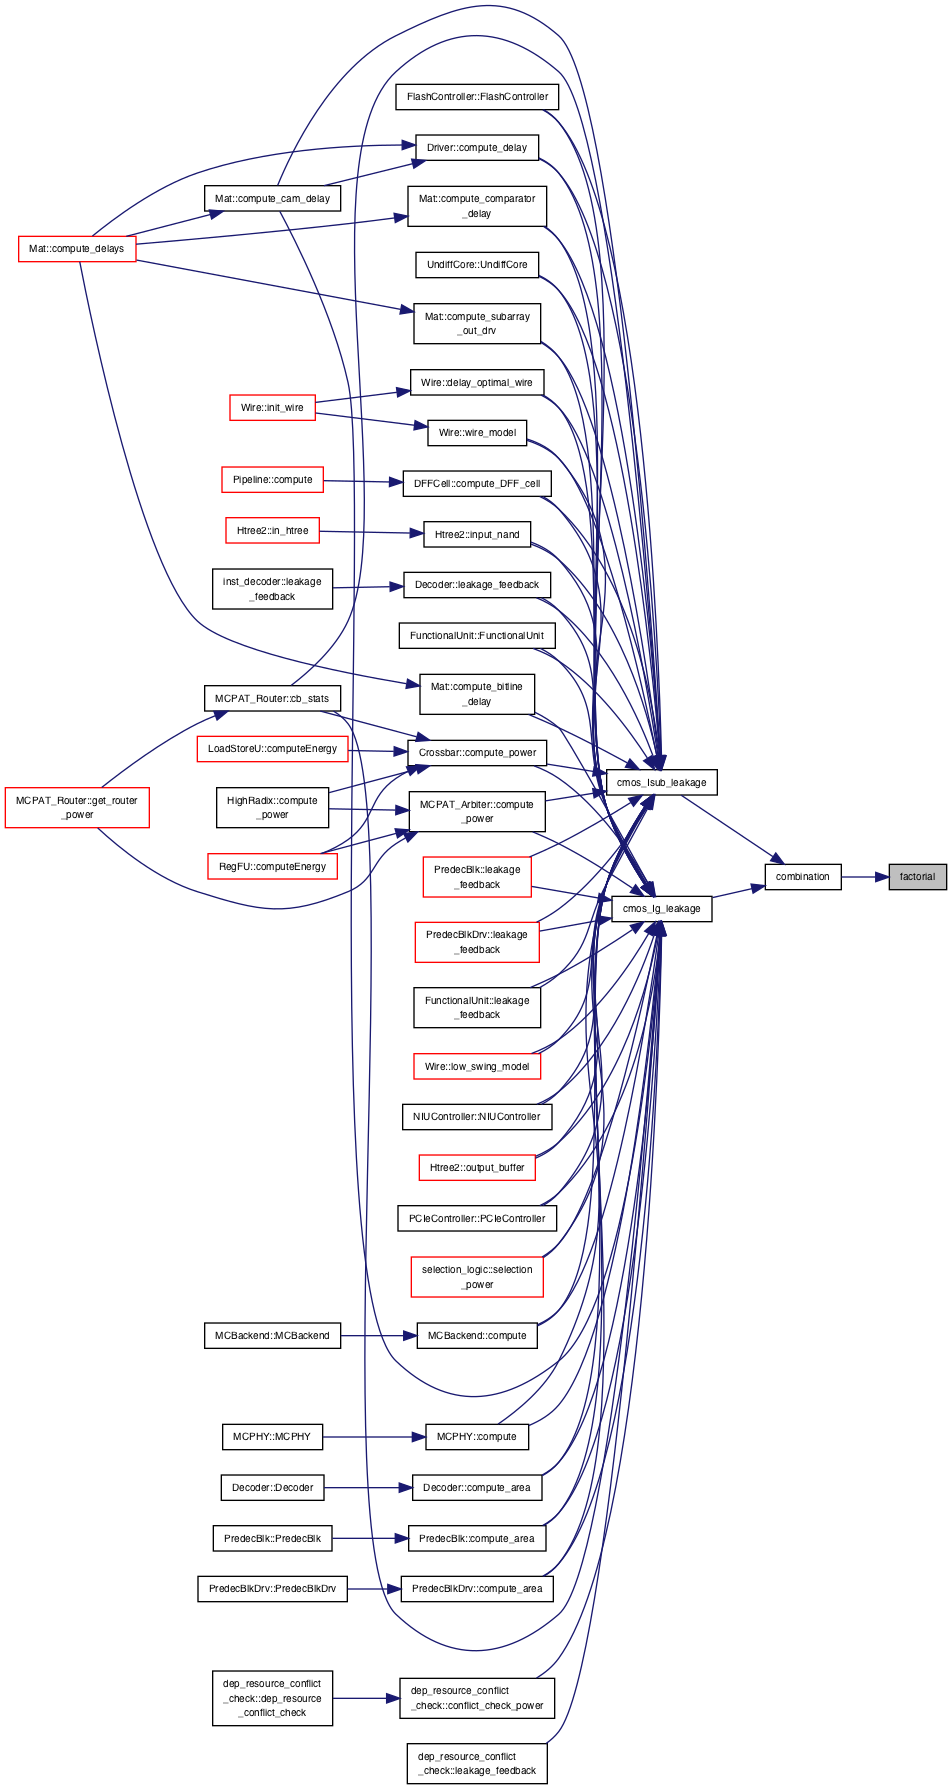 FlashController::FlashController
Driver::compute_delay
Mat::compute_cam_delay
Mat::compute_comparator
_delay
Mat::compute_delays
UndiffCore::UndiffCore
Mat::compute_subarray
_out_drv
Wire::delay_optimal_wire
Wire::init_wire
Wire::wire_model
Pipeline::compute
DFFCell::compute_DFF_cell
Htree2::in_htree
Htree2::input_nand
inst_decoder::leakage
_feedback
Decoder::leakage_feedback
FunctionalUnit::FunctionalUnit
Mat::compute_bitline
_delay
MCPAT_Router::cb_stats
LoadStoreU::computeEnergy
Crossbar::compute_power
cmos_Isub_leakage
MCPAT_Router::get_router
_power
HighRadix::compute
_power
MCPAT_Arbiter::compute
_power
RegFU::computeEnergy
PredecBlk::leakage
_feedback
combination
factorial
cmos_Ig_leakage
PredecBlkDrv::leakage
_feedback
FunctionalUnit::leakage
_feedback
Wire::low_swing_model
NIUController::NIUController
Htree2::output_buffer
PCIeController::PCIeController
selection_logic::selection
_power
MCBackend::MCBackend
MCBackend::compute
MCPHY::MCPHY
MCPHY::compute
Decoder::Decoder
Decoder::compute_area
PredecBlk::PredecBlk
PredecBlk::compute_area
PredecBlkDrv::PredecBlkDrv
PredecBlkDrv::compute_area
dep_resource_conflict
_check::dep_resource
_conflict_check
dep_resource_conflict
_check::conflict_check_power
dep_resource_conflict
_check::leakage_feedback